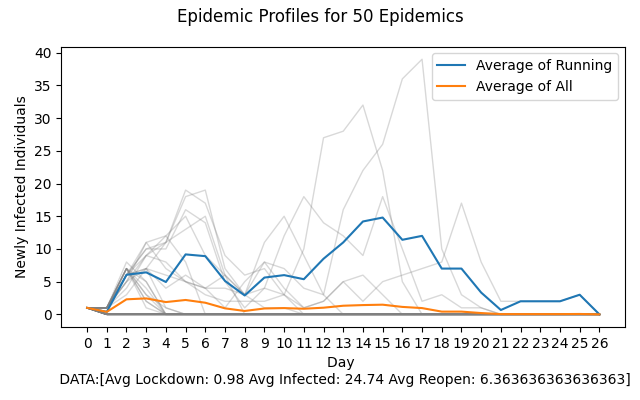 Epidemic Profiles for 50 Epidemics
Newly Infected Individuals
40
35
30
25
20
15
10
5
0
Average of Running
Average of All
0 1 2 3 4 5 6 7 8 9 10 11 12 13 14 15 16 17 18 19 20 21 22 23 24 25 26
Day
DATA:[Avg Lockdown: 0.98 Avg Infected: 24.74 Avg Reopen: 6.363636363636363]